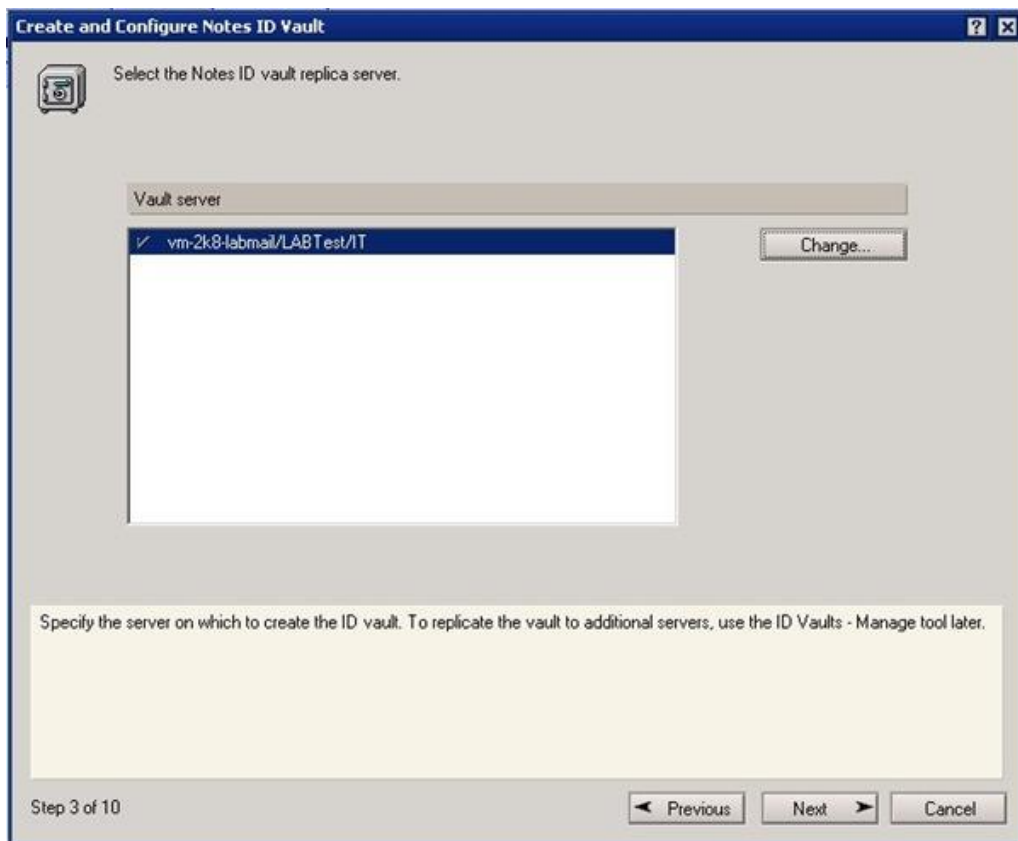 Create and Configure Notes ID Vault
Select the Notes ID vault replica server.
Vault server
vm-2k8-labmail/LABTest/IT
Change...
Specify the server on which to create the ID vault. To replicate the vault to additional servers, use the ID Vaults - Manage tool later.
Step 3 of 10
Previous
Next
Cancel